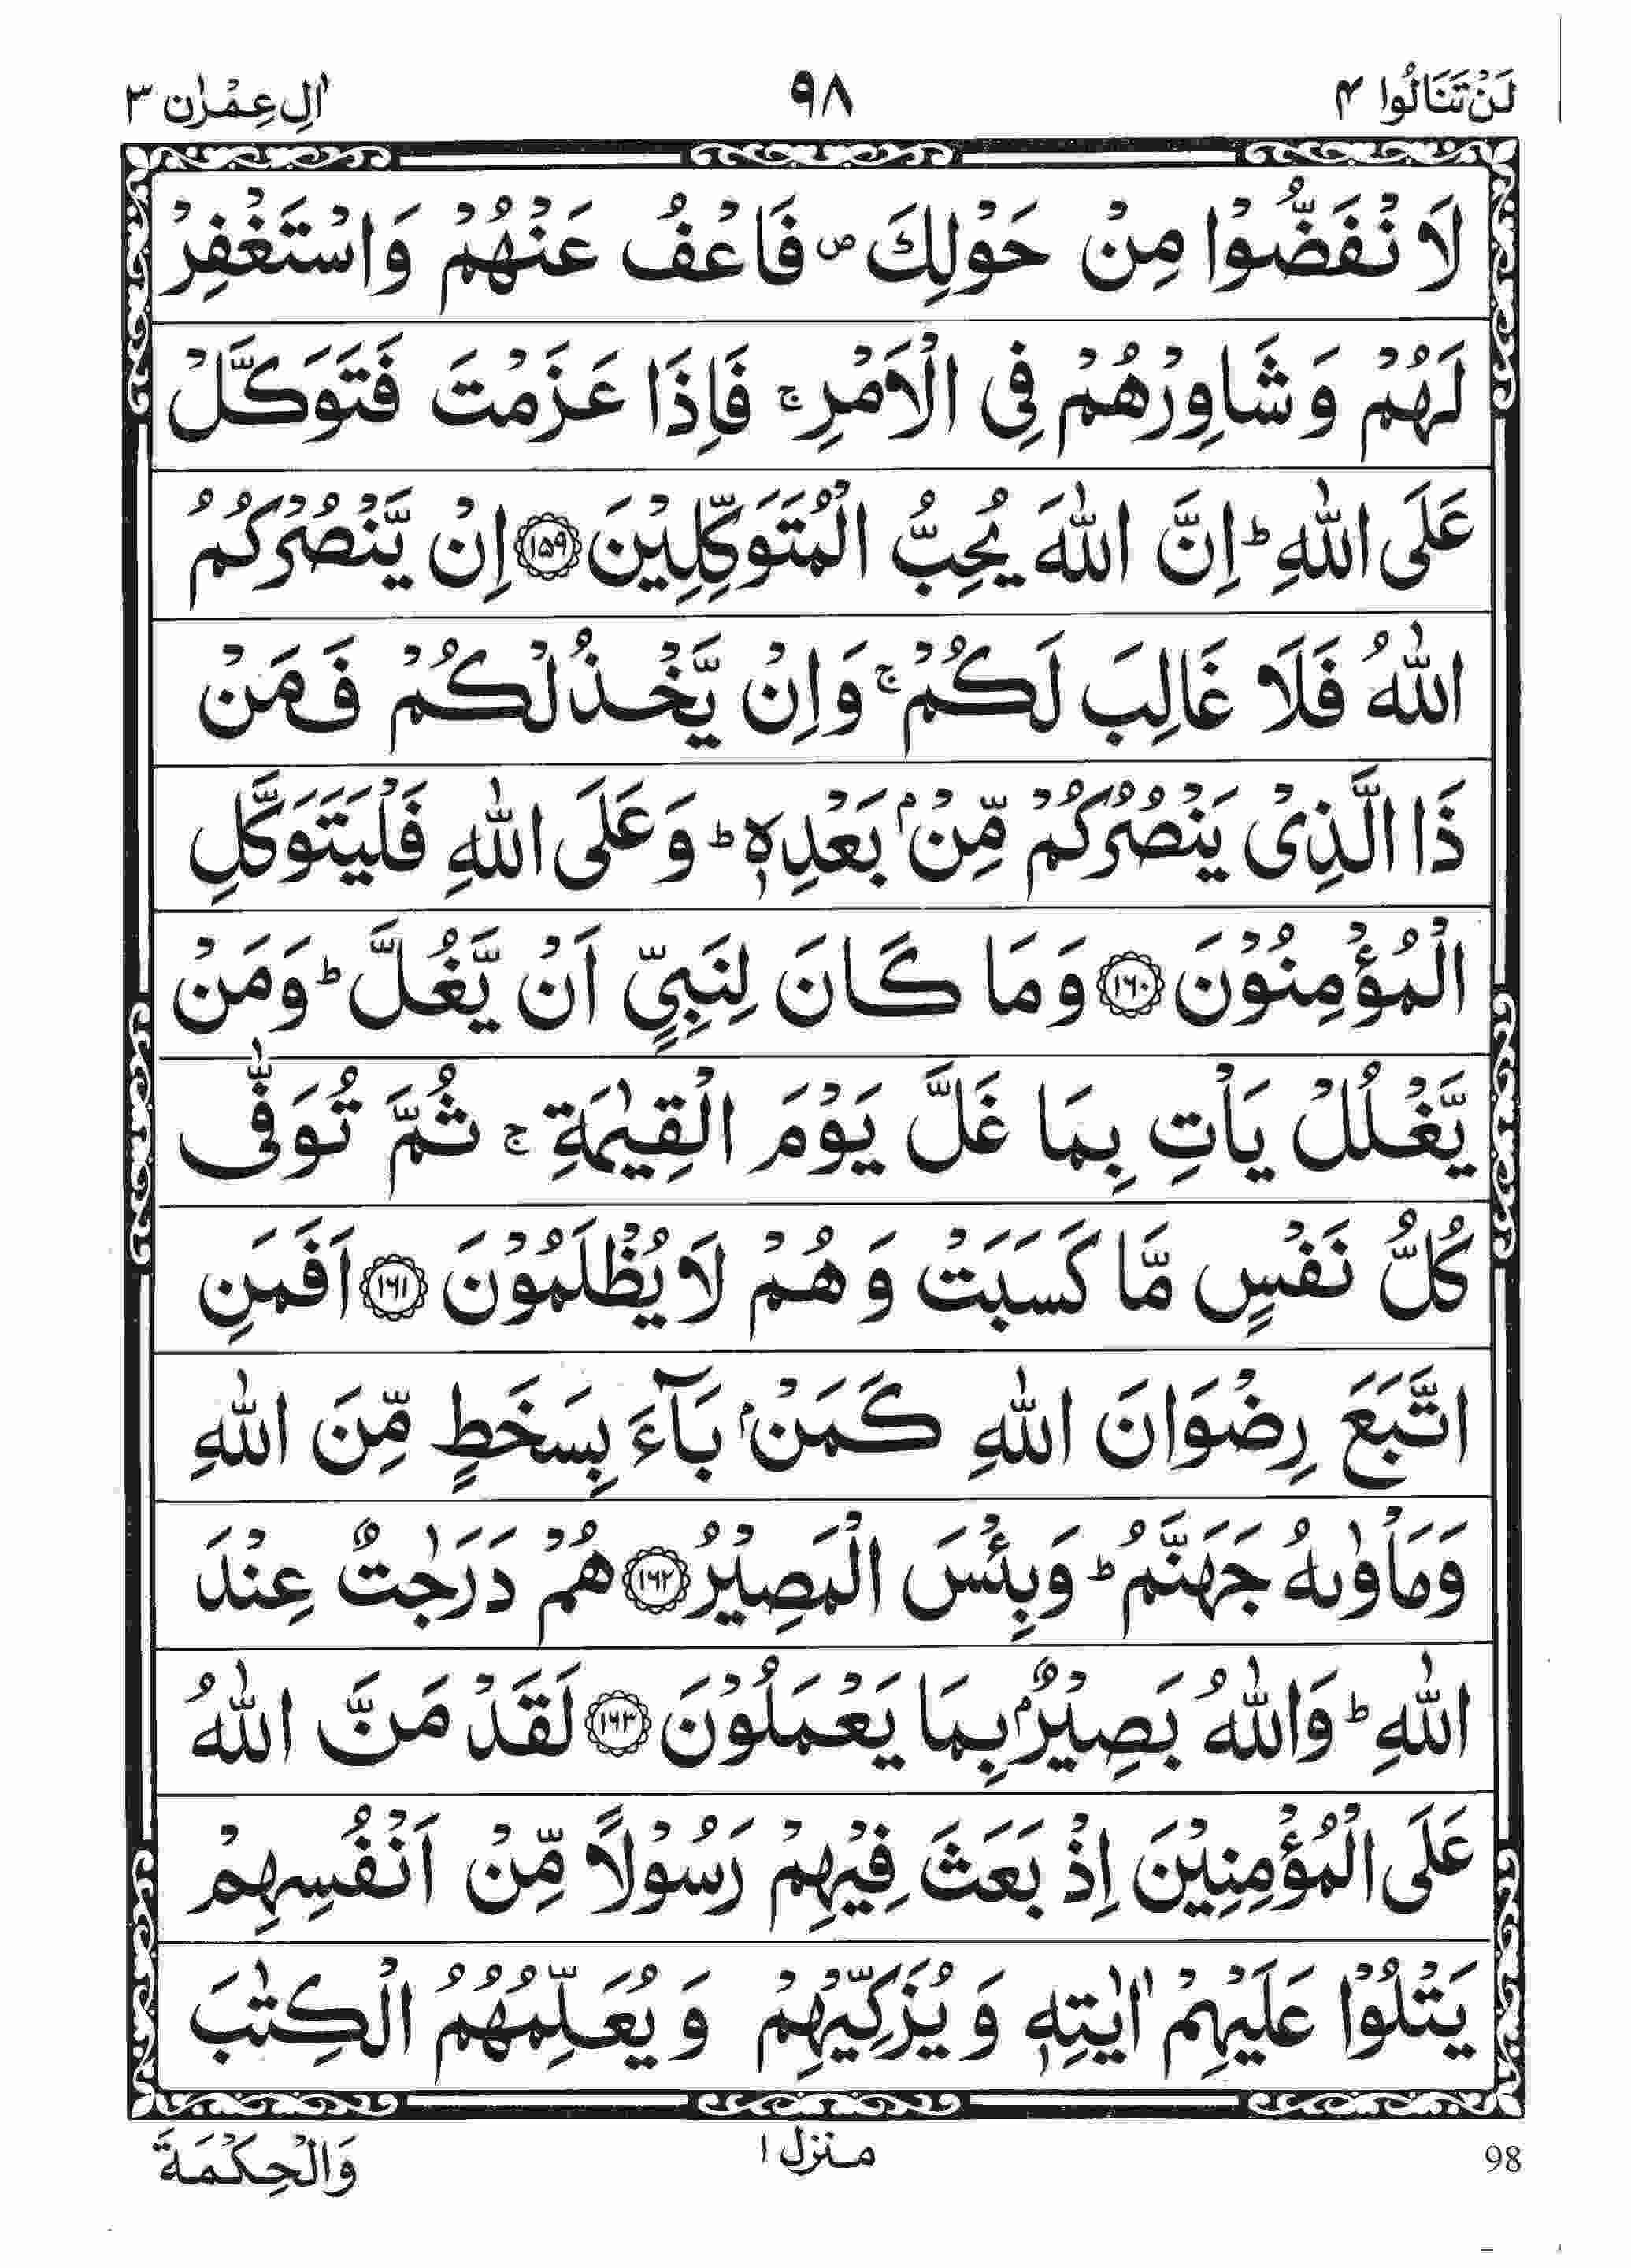 لَنْ تَنَالُوا ۴ ۹۸ اٰلِ عِمْرٰن ۳
لَا نْفَضُّوْا مِنْ حَوْلِكَ ۪ فَاعْفُ عَنْهُمْ وَاسْتَغْفِرْ
لَهُمْ وَ شَاوِرْهُمْ فِی الْاَمْرِ ۚ فَاِذَا عَزَمْتَ فَتَوَكَّلْ
عَلَی اللّٰهِ ؕ اِنَّ اللّٰهَ یُحِبُّ الْمُتَوَكِّلِیْنَ ۝۱۵۹ اِنْ یَّنْصُرْكُمُ
اللّٰهُ فَلَا غَالِبَ لَكُمْ ۚ وَاِنْ یَّخْذُلْكُمْ فَمَنْ
ذَا الَّذِیْ یَنْصُرُكُمْ مِّنْۢ بَعْدِهٖ ؕ وَعَلَی اللّٰهِ فَلْیَتَوَكَّلِ
الْمُؤْمِنُوْنَ ۝۱۶۰ وَمَا كَانَ لِنَبِیٍّ اَنْ یَّغُلَّ ؕ وَمَنْ
یَّغْلُلْ یَاْتِ بِمَا غَلَّ یَوْمَ الْقِیٰمَةِ ۚ ثُمَّ تُوَفّٰی
كُلُّ نَفْسٍ مَّا كَسَبَتْ وَهُمْ لَا یُظْلَمُوْنَ ۝۱۶۱ اَفَمَنِ
اتَّبَعَ رِضْوَانَ اللّٰهِ كَمَنْۢ بَآءَ بِسَخَطٍ مِّنَ اللّٰهِ
وَمَاْوٰىهُ جَهَنَّمُ ؕ وَبِئْسَ الْمَصِیْرُ ۝۱۶۲ هُمْ دَرَجٰتٌ عِنْدَ
اللّٰهِ ؕ وَاللّٰهُ بَصِیْرٌۢ بِمَا یَعْمَلُوْنَ ۝۱۶۳ لَقَدْ مَنَّ اللّٰهُ
عَلَی الْمُؤْمِنِیْنَ اِذْ بَعَثَ فِیْهِمْ رَسُوْلًا مِّنْ اَنْفُسِهِمْ
یَتْلُوْا عَلَیْهِمْ اٰیٰتِهٖ وَ یُزَكِّیْهِمْ وَ یُعَلِّمُهُمُ الْكِتٰبَ
98 منزل ۱ وَالْحِكْمَةَ